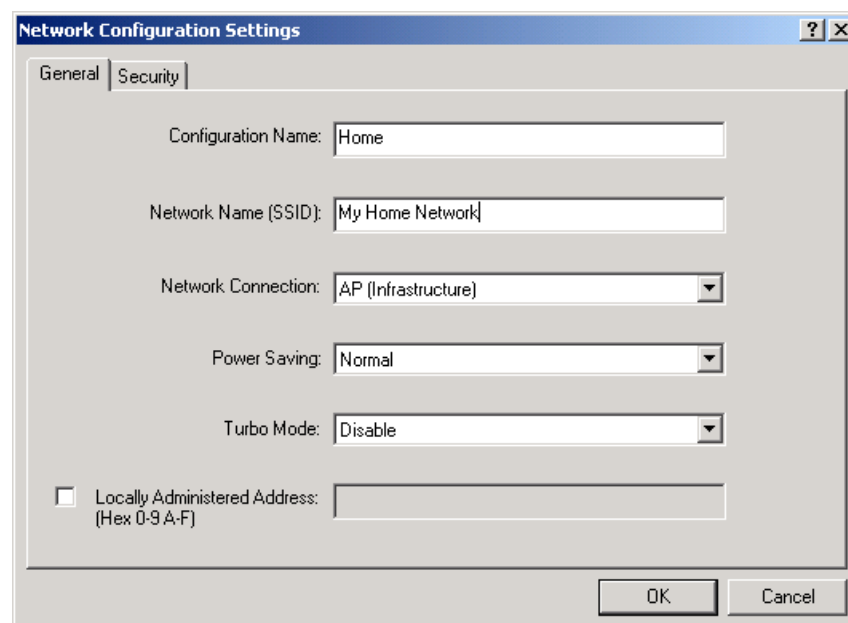 Network Configuration Settings
General Security
Configuration Name: Home
Network Name (SSID): My Home Network
Network Connection: AP (Infrastructure)
Power Saving: Normal
Turbo Mode: Disable
Locally Administered Address:
(Hex 0-9 A-F)
OK Cancel